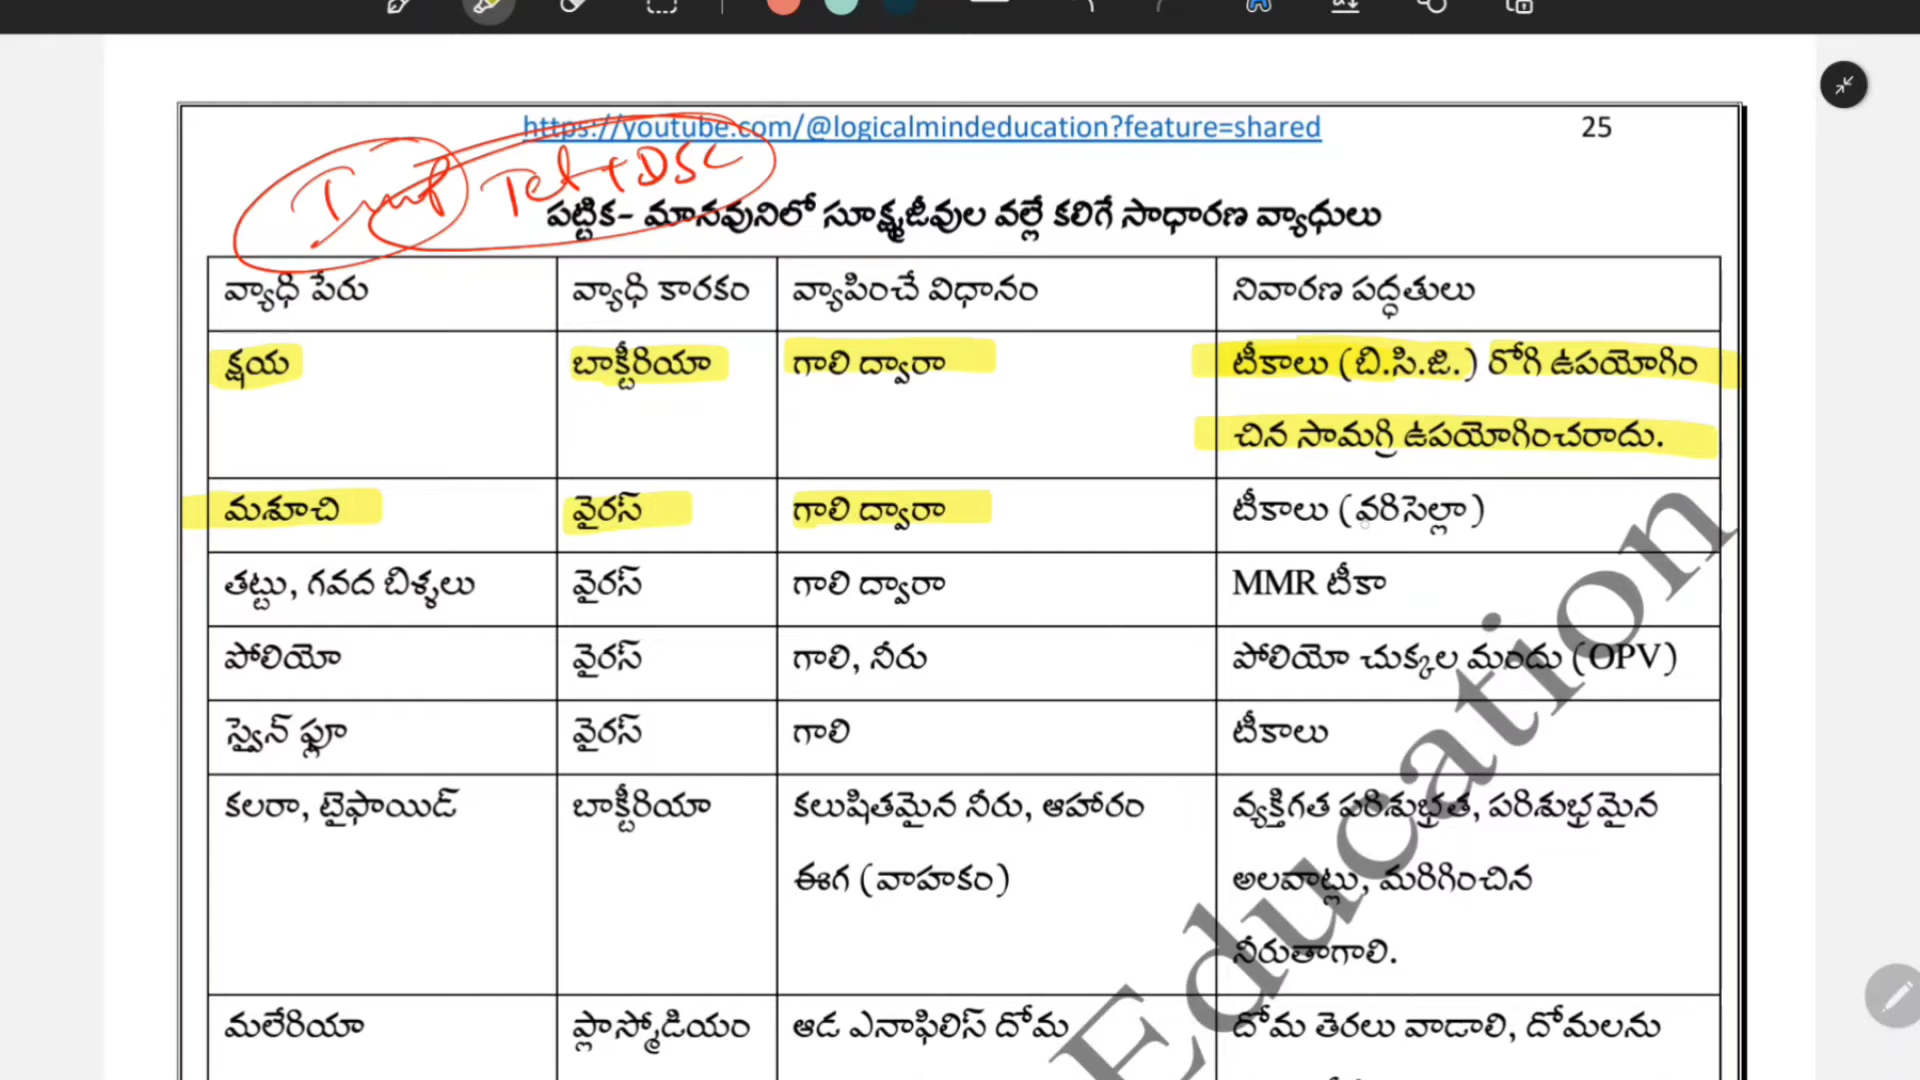 https://youtube.com/@logicalmindeducation?feature=shared 25
Imp Tet + DSC
పట్టిక- మానవునిలో సూక్ష్మజీవుల వల్లే కలిగే సాధారణ వ్యాధులు
వ్యాధి పేరు వ్యాధి కారకం వ్యాపించే విధానం నివారణ పద్ధతులు
క్షయ బాక్టీరియా గాలి ద్వారా టీకాలు (బి.సి.జి.) రోగి ఉపయోగిం
చిన సామగ్రి ఉపయోగించరాదు.
మశూచి వైరస్ గాలి ద్వారా టీకాలు (వరిసెల్లా)
తట్టు, గవద బిళ్ళలు వైరస్ గాలి ద్వారా MMR టీకా
పోలియో వైరస్ గాలి, నీరు పోలియో చుక్కల మందు (OPV)
స్వైన్ ఫ్లూ వైరస్ గాలి టీకాలు
కలరా, టైఫాయిడ్ బాక్టీరియా కలుషితమైన నీరు, ఆహారం వ్యక్తిగత పరిశుభ్రత, పరిశుభ్రమైన
ఈగ (వాహకం) అలవాట్లు, మరిగించిన
నీరుతాగాలి.
మలేరియా ప్లాస్మోడియం ఆడ ఎనాఫిలిస్ దోమ దోమ తెరలు వాడాలి, దోమలను
Education